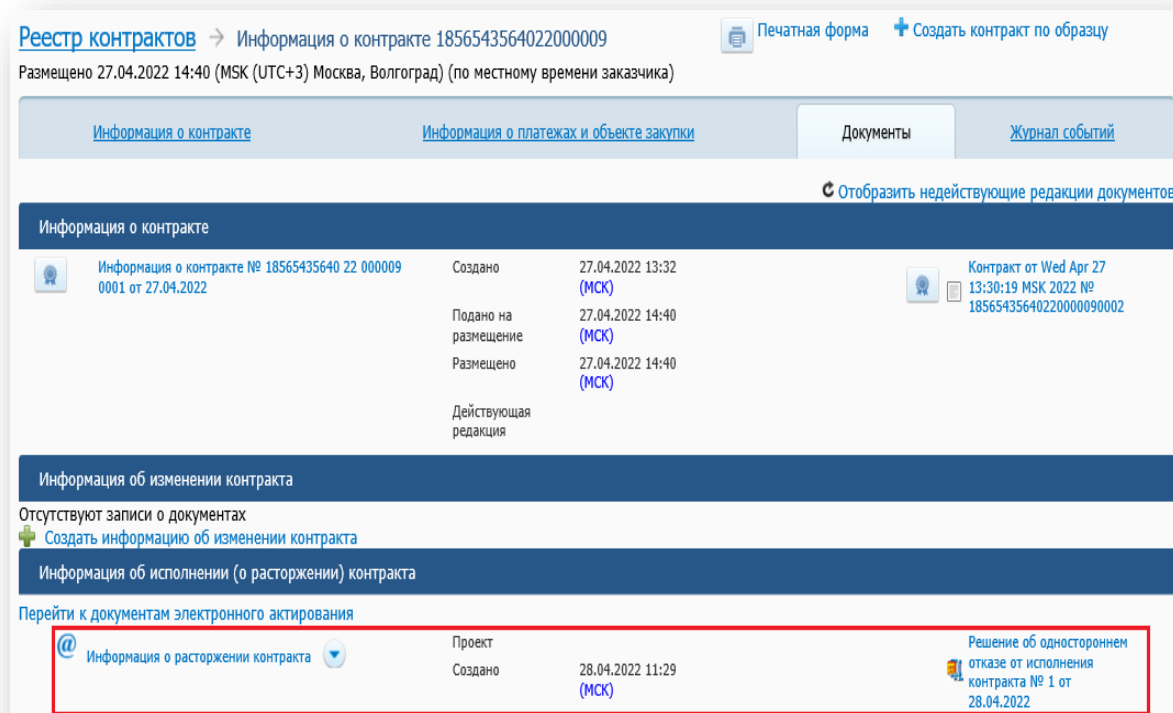 Реестр контрактов → Информация о контракте 1856543564022000009
Печатная форма
Создать контракт по образцу
Размещено 27.04.2022 14:40 (MSK (UTC+3) Москва, Волгоград) (по местному времени заказчика)
Информация о контракте
Информация о платежах и объекте закупки
Документы
Журнал событий
Отобразить недействующие редакции документов
Информация о контракте
Информация о контракте № 18565435640 22 000009
0001 от 27.04.2022
Создано
27.04.2022 13:32
(МСК)
Подано на
размещение
27.04.2022 14:40
(МСК)
Размещено
27.04.2022 14:40
(МСК)
Действующая
редакция
Контракт от Wed Apr 27
13:30:19 MSK 2022 №
18565435640220000090002
Информация об изменении контракта
Отсутствуют записи о документах
Создать информацию об изменении контракта
Информация об исполнении (о расторжении) контракта
Перейти к документам электронного актирования
@ Информация о расторжении контракта
Проект
Создано
28.04.2022 11:29
(МСК)
Решение об одностороннем
отказе от исполнения
контракта № 1 от
28.04.2022